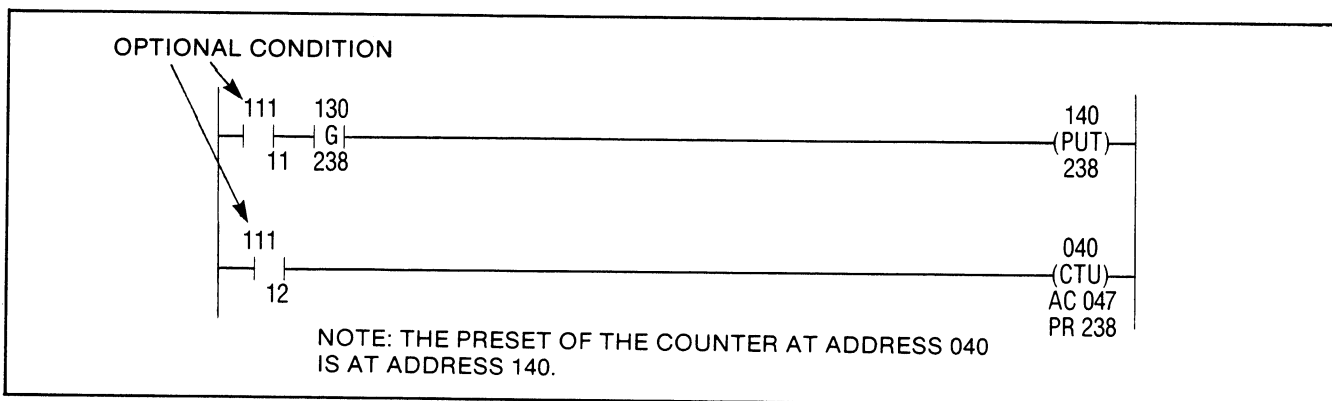 OPTIONAL CONDITION
111 130 140
G (PUT)
11 238 238
111 040
(CTU)
12 AC 047
PR 238
NOTE: THE PRESET OF THE COUNTER AT ADDRESS 040
IS AT ADDRESS 140.